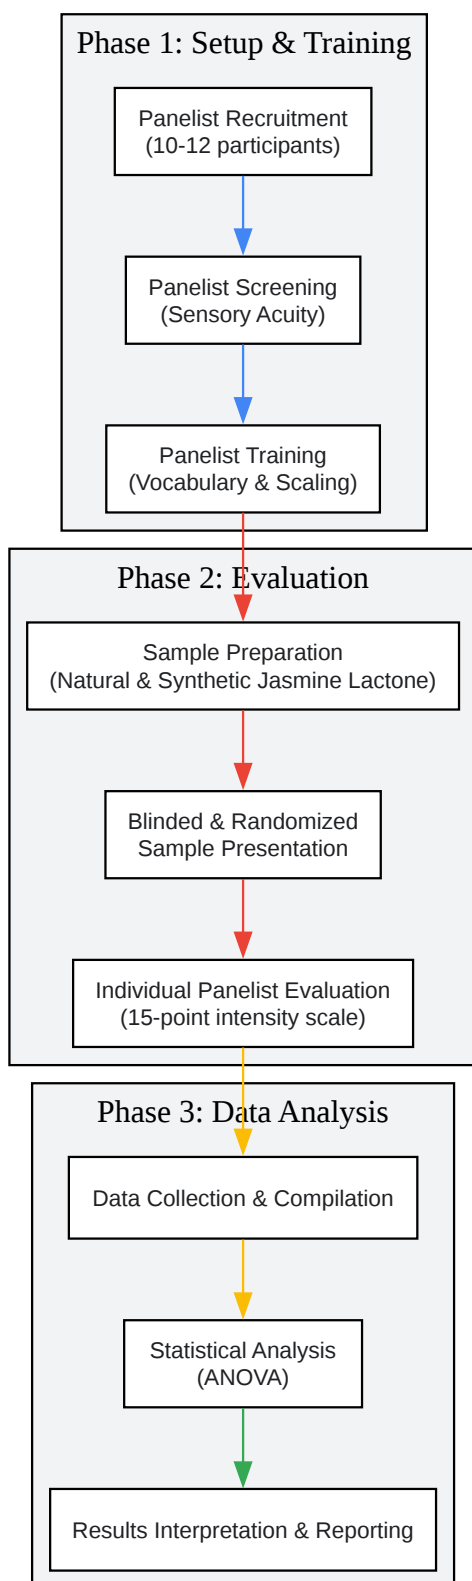 Phase 1: Setup & Training
Panelist Recruitment
(10-12 participants)
Panelist Screening
(Sensory Acuity)
Panelist Training
(Vocabulary & Scaling)
Phase 2: Evaluation
Sample Preparation
(Natural & Synthetic Jasmine Lactone)
Blinded & Randomized
Sample Presentation
Individual Panelist Evaluation
(15-point intensity scale)
Phase 3: Data Analysis
Data Collection & Compilation
Statistical Analysis
(ANOVA)
Results Interpretation & Reporting